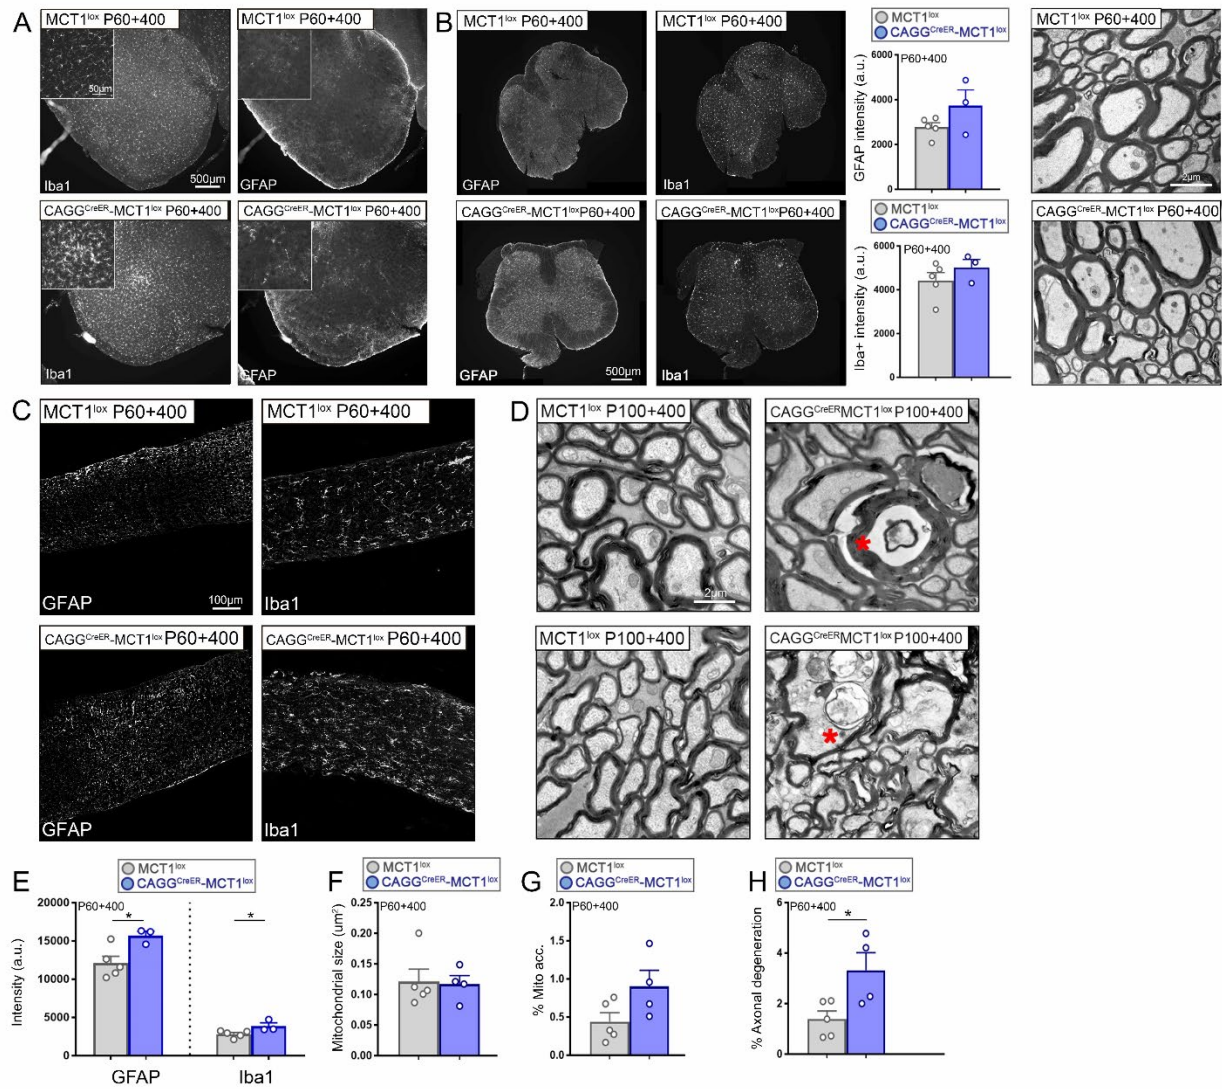 A
MCT1lox P60+400
50µm
Iba1
500µm
GFAP
CAGGCreER-MCT1lox P60+400
Iba1
CAGGCreER-MCT1lox P60+400
GFAP
B
MCT1lox P60+400
GFAP
MCT1lox P60+400
Iba1
CAGGCreER-MCT1loxP60+400
GFAP
500µm
CAGGCreER-MCT1loxP60+400
Iba1
MCT1lox
CAGGCreER-MCT1lox
P60+400
GFAP intensity (a.u.)
6000
4000
2000
0
MCT1lox
CAGGCreER-MCT1lox
P60+400
Iba+ intensity (a.u.)
6000
4000
2000
0
MCT1lox P60+400
2µm
CAGGCreER-MCT1lox P60+400
C
MCT1lox P60+400
GFAP
100µm
MCT1lox P60+400
Iba1
CAGGCreER-MCT1lox P60+400
GFAP
CAGGCreER-MCT1lox P60+400
Iba1
D
MCT1lox P100+400
2µm
CAGGCreERMCT1lox P100+400
*
MCT1lox P100+400
CAGGCreERMCT1lox P100+400
*
E
MCT1lox
CAGGCreER-MCT1lox
P60+400
Intensity (a.u.)
20000
15000
10000
5000
0
*
*
GFAP
Iba1
F
MCT1lox
CAGGCreER-MCT1lox
P60+400
Mitochondrial size (um2)
0.25
0.20
0.15
0.10
0.05
0.00
G
MCT1lox
CAGGCreER-MCT1lox
P60+400
% Mito acc.
2.0
1.5
1.0
0.5
0.0
H
MCT1lox
CAGGCreER-MCT1lox
P60+400
% Axonal degeneration
6
4
2
0
*